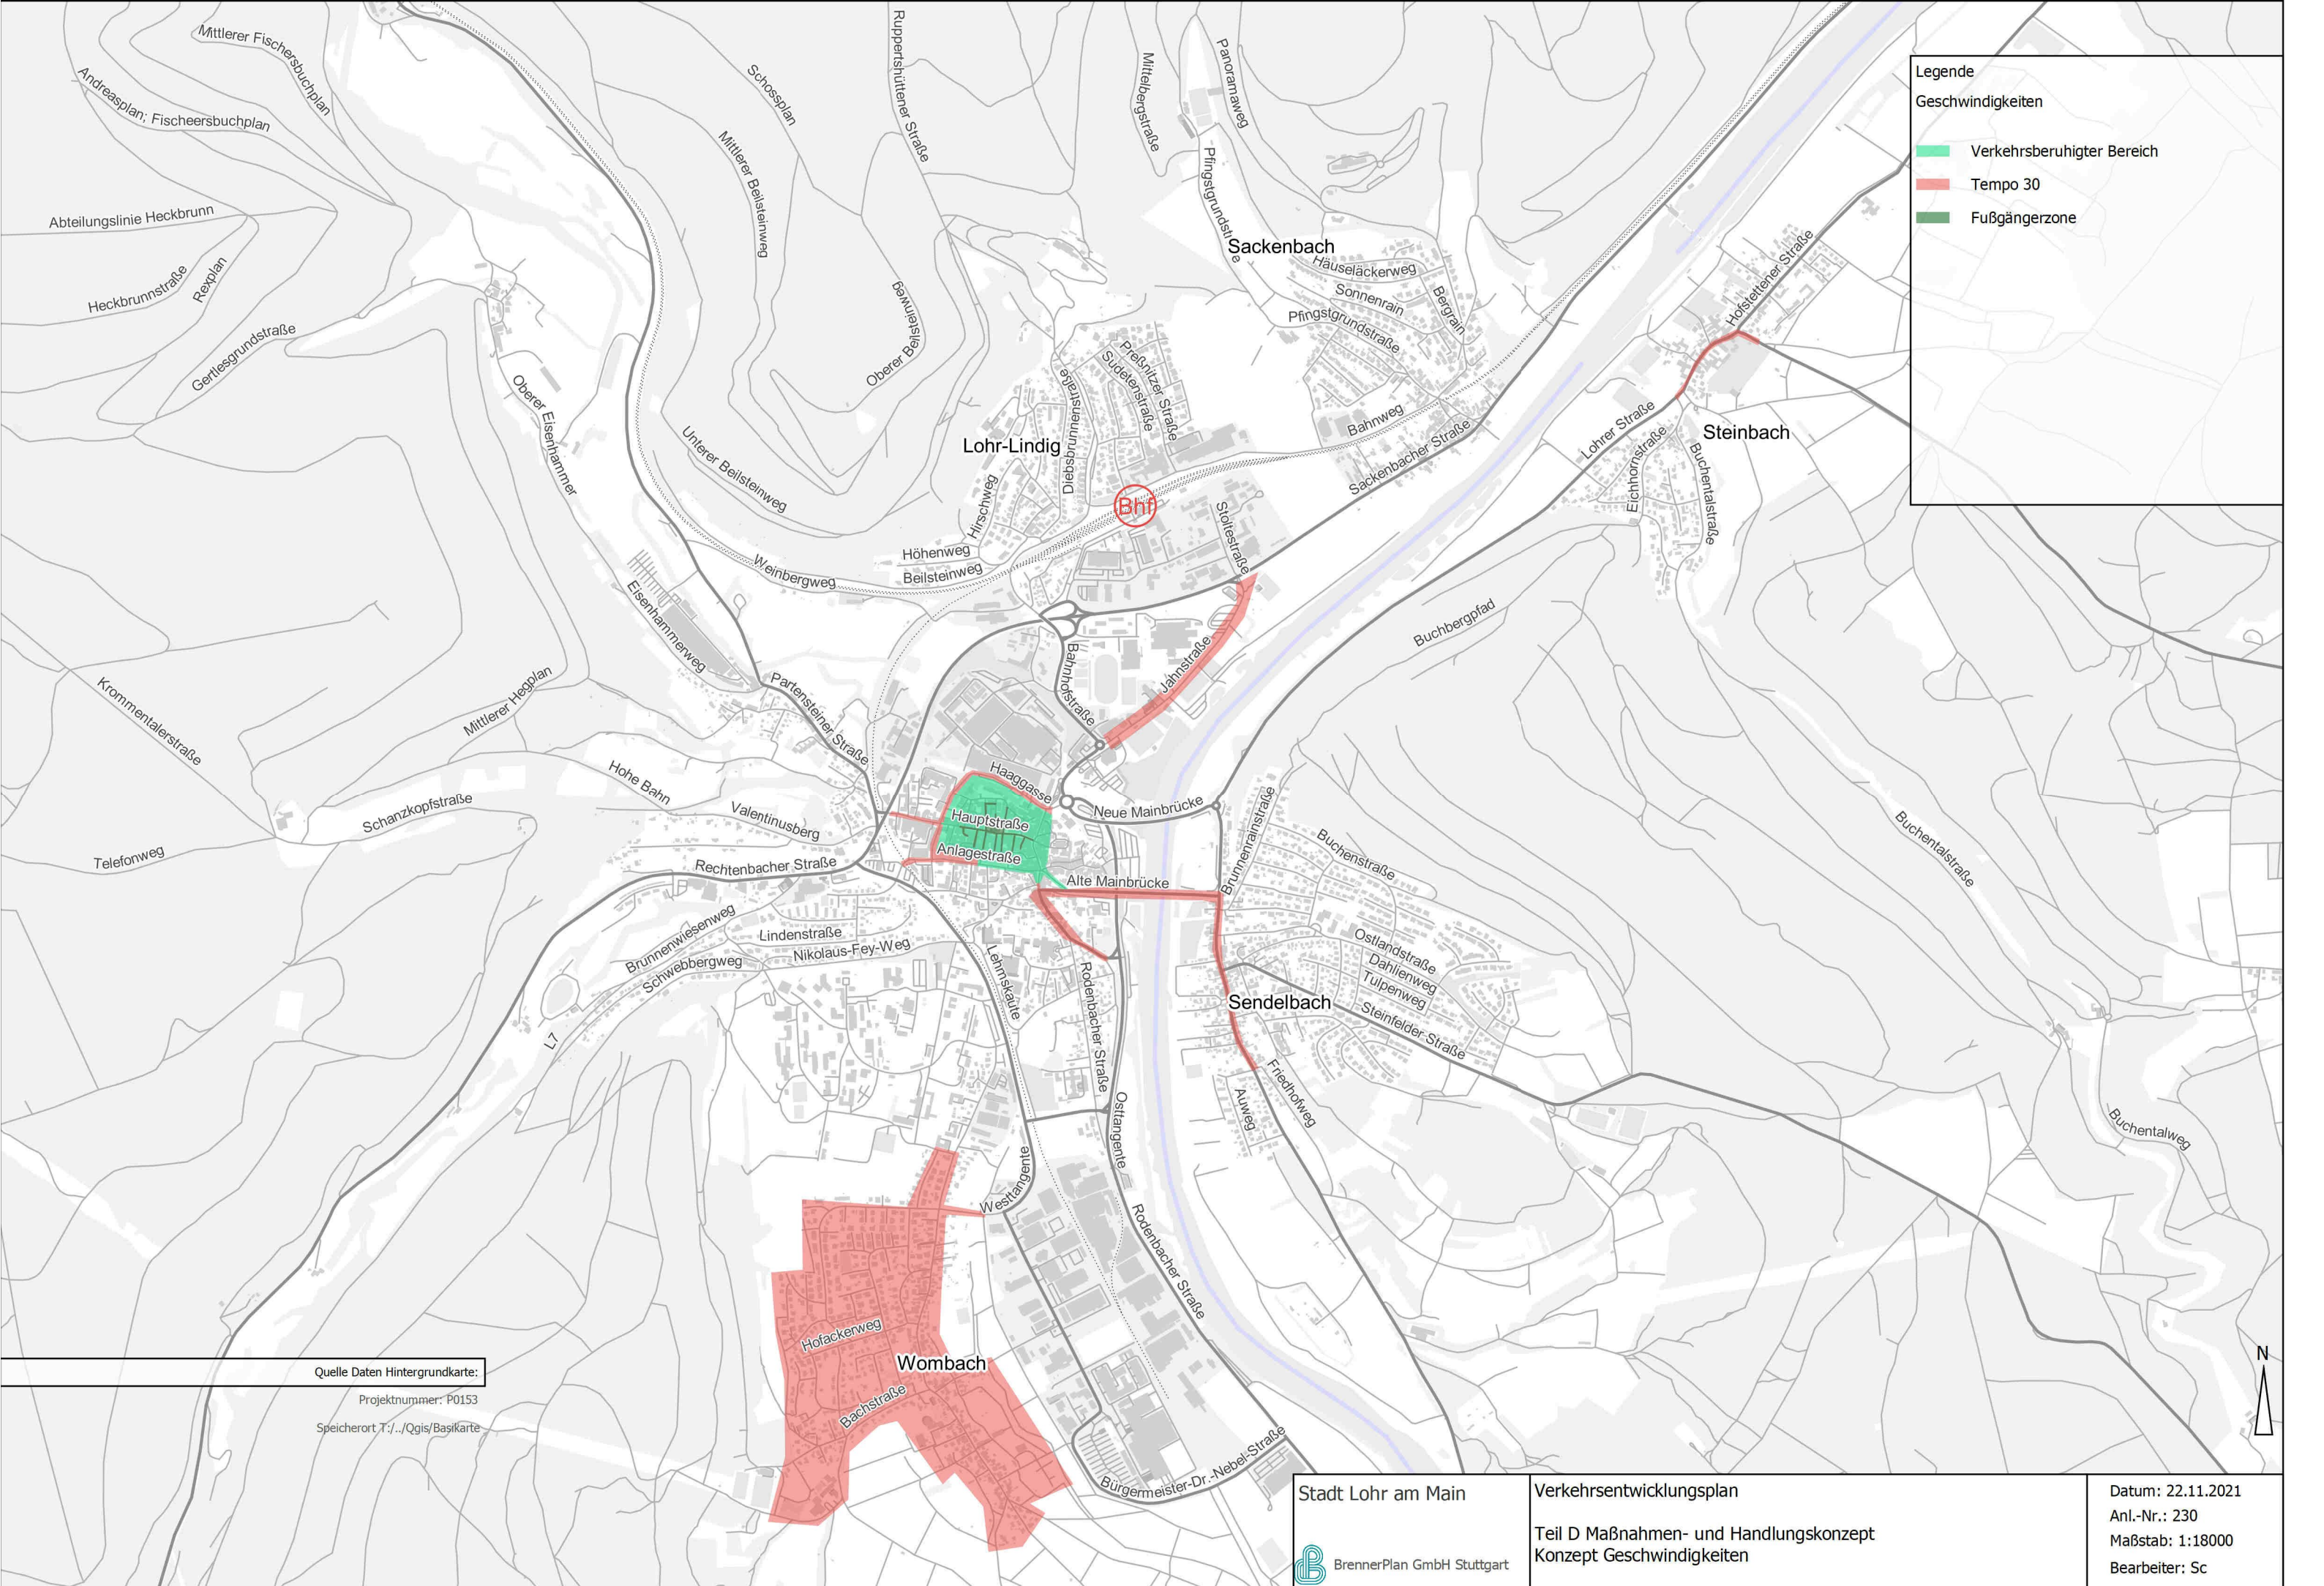 Mittlerer Fischersbuchplan
Andreasplan; Fischeersbuchplan
Schossplan
Ruppertshüttener Straße
Mittelbergstraße
Panoramaweg
Legende
Geschwindigkeiten
Verkehrsberuhigter Bereich
Tempo 30
Fußgängerzone
Mittlerer Beilsteinweg
Pfingstgrundstraße
Abteilungslinie Heckbrunn
Heckbrunnstraße
Rexplan
Gertlesgrundstraße
Sackenbach
Häuseläckerweg
Sonnenrain
Bergrain
Pfingstgrundstraße
Hofstettener Straße
Oberer Beilsteinweg
Oberer Eisenhammer
Preßnitzer Straße
Sudetenstraße
Diebsbrunnenstraße
Lohr-Lindig
Bahnweg
Sackenbacher Straße
Lohrer Straße
Steinbach
Eichhornstraße
Buchentalstraße
Unterer Beilsteinweg
Hirschweg
Bhf
Stoltestraße
Höhenweg
Beilsteinweg
Weinbergweg
Eisenhammerweg
Buchbergpfad
Bahnhofstraße
Jahnstraße
Krommentalerstraße
Mittlerer Hegplan
Partensteiner Straße
Hohe Bahn
Haaggasse
Schanzkopfstraße
Valentinusberg
Hauptstraße
Neue Mainbrücke
Brunnenrainstraße
Buchenstraße
Buchentalstraße
Telefonweg
Anlagestraße
Rechtenbacher Straße
Alte Mainbrücke
Brunnenwiesenweg
Lindenstraße
Nikolaus-Fey-Weg
Schwebbergweg
Lehmskaute
Rodenbacher Straße
Ostlandstraße
Dahlienweg
Tulpenweg
Sendelbach
Steinfelder Straße
L7
Friedhofweg
Auweg
Osttangente
Buchentalweg
Westtangente
Rodenbacher Straße
Hofackerweg
Wombach
Bachstraße
Bürgermeister-Dr.-Nebel-Straße
Quelle Daten Hintergrundkarte:
Projektnummer: P0153
Speicherort T:/../Qgis/Basikarte
N
Stadt Lohr am Main
BrennerPlan GmbH Stuttgart
Verkehrsentwicklungsplan
Teil D Maßnahmen- und Handlungskonzept
Konzept Geschwindigkeiten
Datum: 22.11.2021
Anl.-Nr.: 230
Maßstab: 1:18000
Bearbeiter: Sc